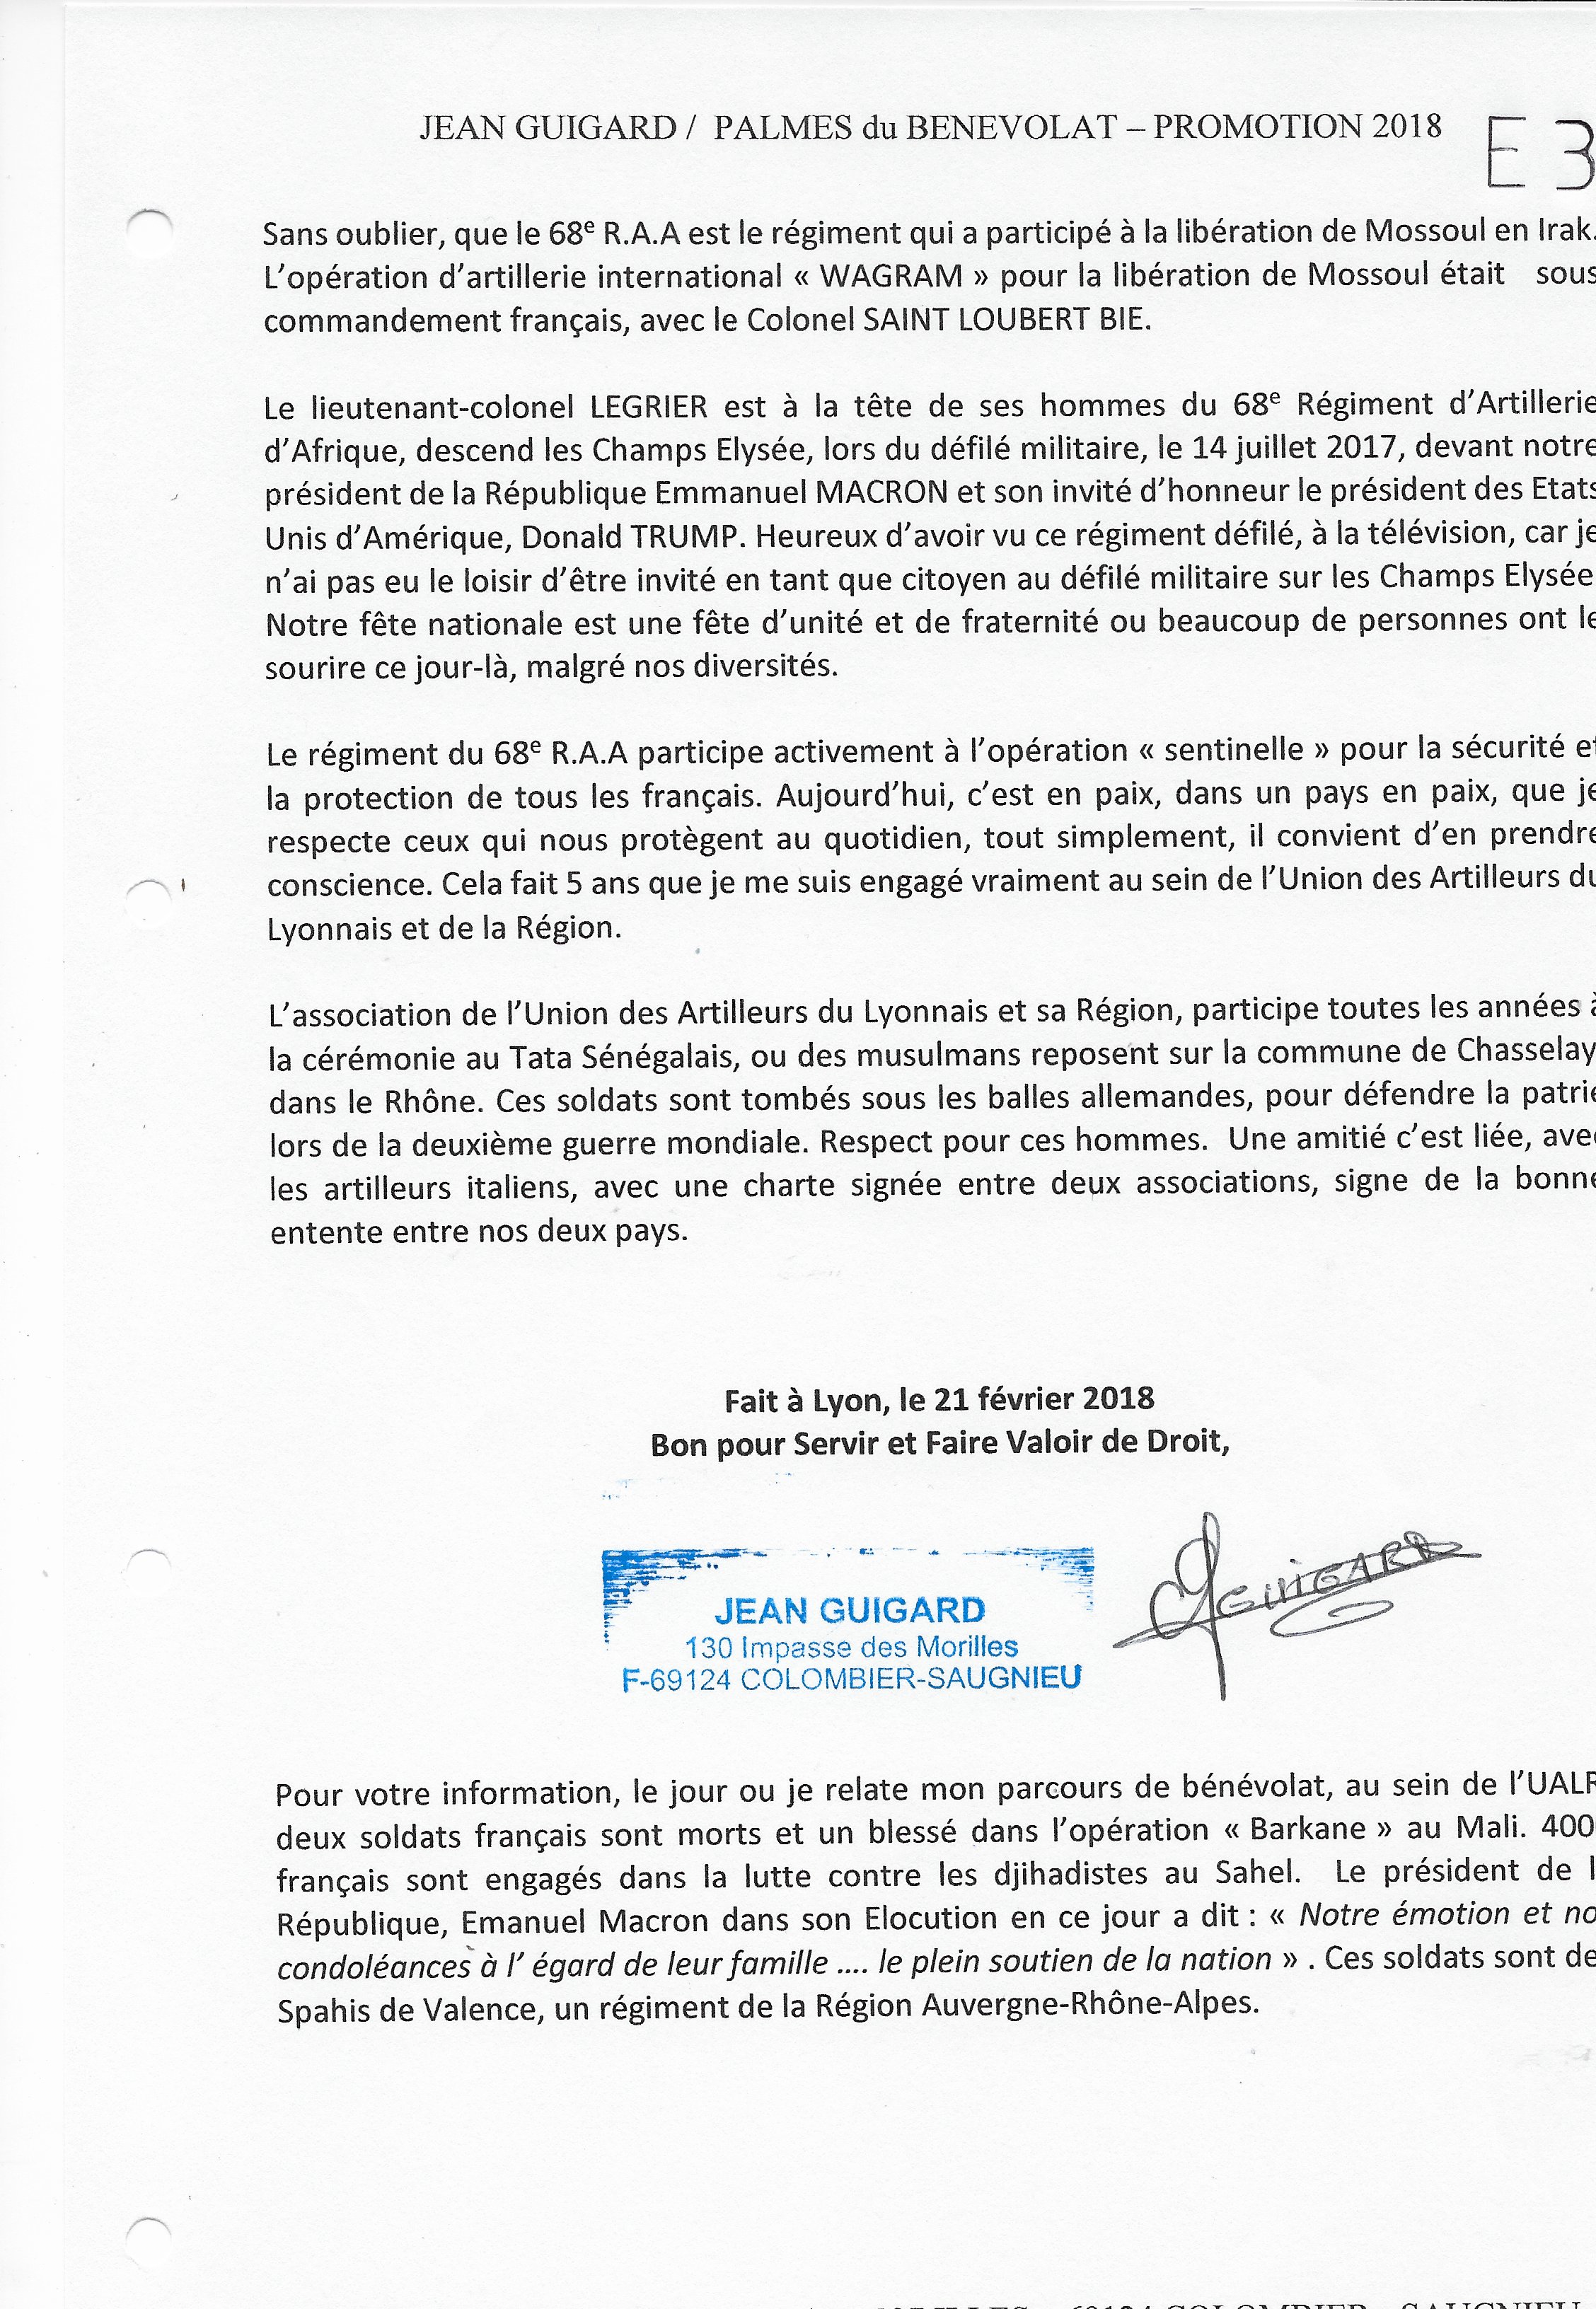 JEAN GUIGARD / PALMES du BENEVOLAT – PROMOTION 2018
E 3
Sans oublier, que le 68e R.A.A est le régiment qui a participé à la libération de Mossoul en Irak.
L’opération d’artillerie international « WAGRAM » pour la libération de Mossoul était sous
commandement français, avec le Colonel SAINT LOUBERT BIE.
Le lieutenant-colonel LEGRIER est à la tête de ses hommes du 68e Régiment d’Artillerie
d’Afrique, descend les Champs Elysée, lors du défilé militaire, le 14 juillet 2017, devant notre
président de la République Emmanuel MACRON et son invité d’honneur le président des Etats
Unis d’Amérique, Donald TRUMP. Heureux d’avoir vu ce régiment défilé, à la télévision, car je
n’ai pas eu le loisir d’être invité en tant que citoyen au défilé militaire sur les Champs Elysée
Notre fête nationale est une fête d’unité et de fraternité ou beaucoup de personnes ont le
sourire ce jour-là, malgré nos diversités.
Le régiment du 68e R.A.A participe activement à l’opération « sentinelle » pour la sécurité et
la protection de tous les français. Aujourd’hui, c’est en paix, dans un pays en paix, que je
respecte ceux qui nous protègent au quotidien, tout simplement, il convient d’en prendre
conscience. Cela fait 5 ans que je me suis engagé vraiment au sein de l’Union des Artilleurs du
Lyonnais et de la Région.
L’association de l’Union des Artilleurs du Lyonnais et sa Région, participe toutes les années à
la cérémonie au Tata Sénégalais, ou des musulmans reposent sur la commune de Chasselay
dans le Rhône. Ces soldats sont tombés sous les balles allemandes, pour défendre la patrie
lors de la deuxième guerre mondiale. Respect pour ces hommes. Une amitié c’est liée, avec
les artilleurs italiens, avec une charte signée entre deux associations, signe de la bonne
entente entre nos deux pays.
Fait à Lyon, le 21 février 2018
Bon pour Servir et Faire Valoir de Droit,
JEAN GUIGARD
130 Impasse des Morilles
F-69124 COLOMBIER-SAUGNIEU
GUIGARD
Pour votre information, le jour ou je relate mon parcours de bénévolat, au sein de l’UALR
deux soldats français sont morts et un blessé dans l’opération « Barkane » au Mali. 400
français sont engagés dans la lutte contre les djihadistes au Sahel. Le président de l
République, Emanuel Macron dans son Elocution en ce jour a dit : « Notre émotion et no
condoléances à l’ égard de leur famille .... le plein soutien de la nation » . Ces soldats sont de
Spahis de Valence, un régiment de la Région Auvergne-Rhône-Alpes.